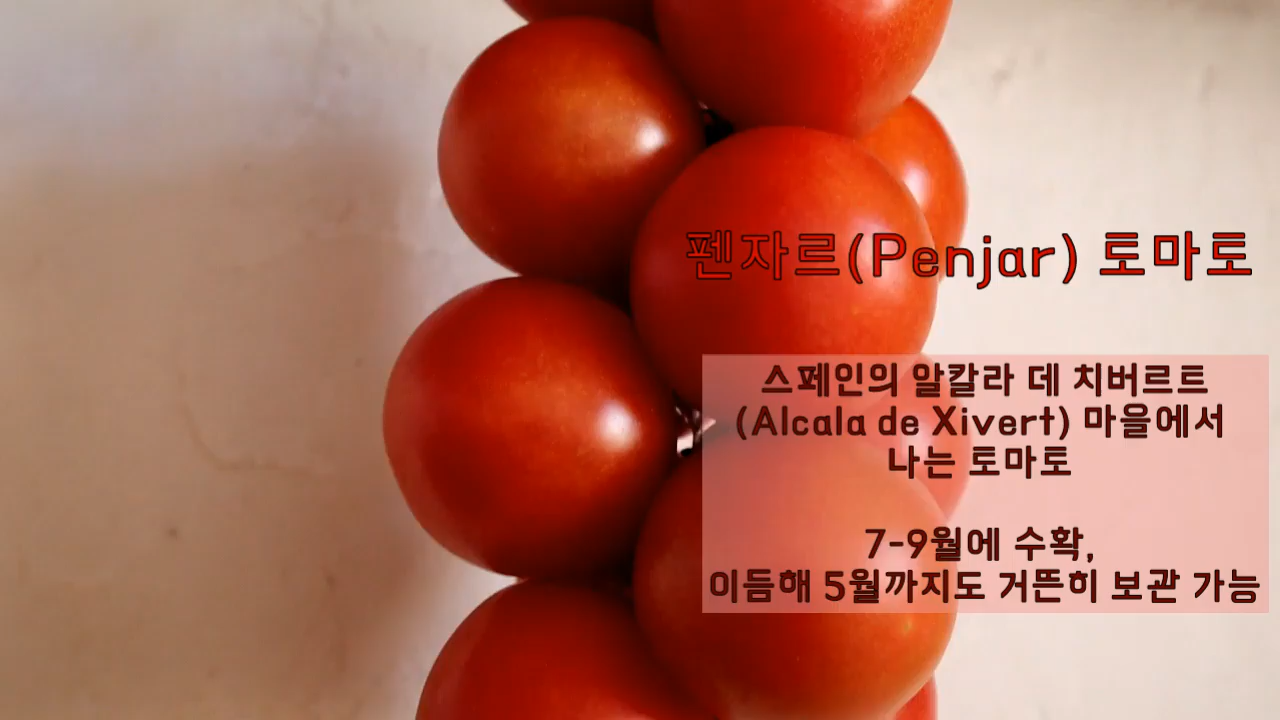 펜자르(Penjar) 토마토
스페인의 알칼라 데 치버르트
(Alcala de Xivert) 마을에서
나는 토마토
7-9월에 수확,
이듬해 5월까지도 거뜬히 보관 가능